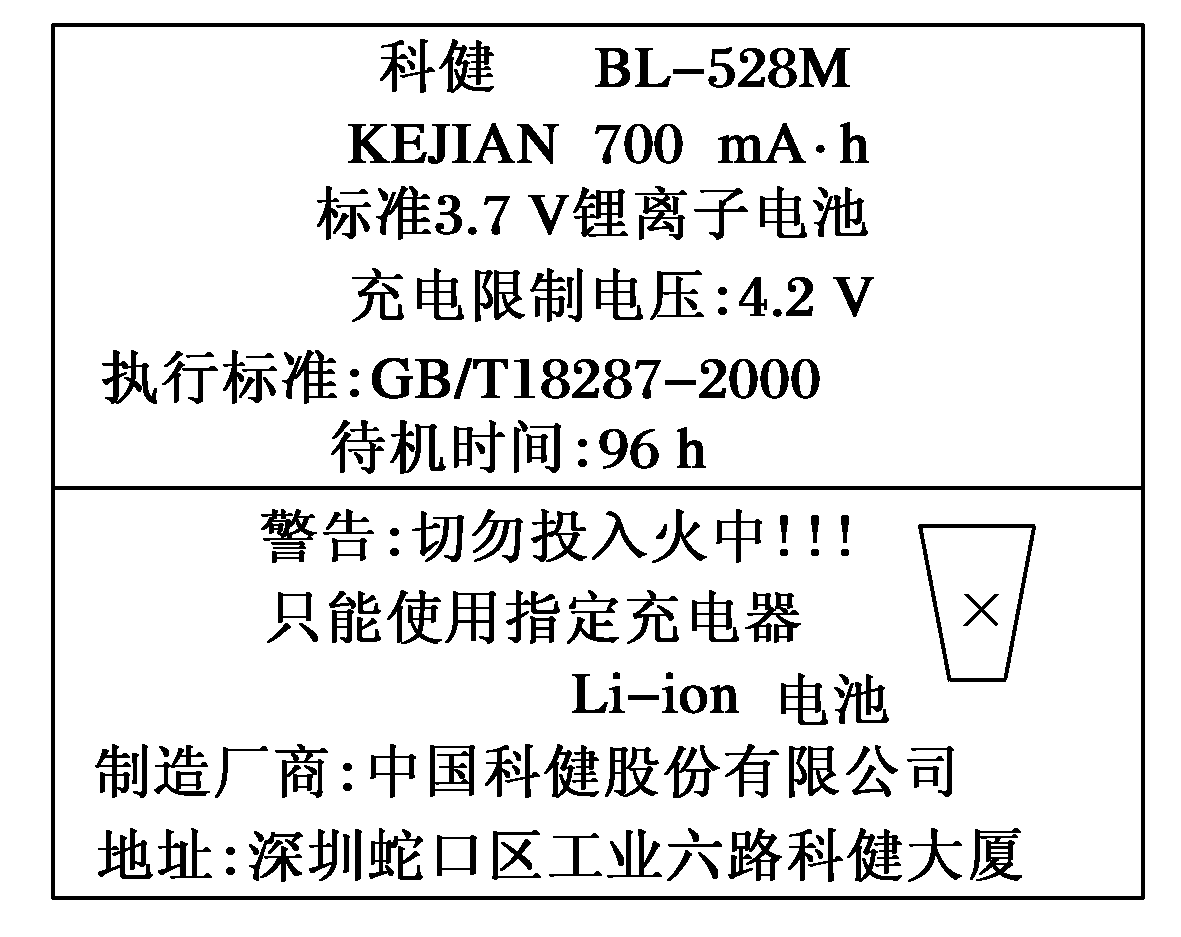 科健 BL-528M
KEJIAN 700 mA·h
标准3.7 V锂离子电池
充电限制电压:4.2 V
执行标准:GB/T18287-2000
待机时间:96 h
警告:切勿投入火中!!!
只能使用指定充电器
Li-ion 电池
制造厂商:中国科健股份有限公司
地址:深圳蛇口区工业六路科健大厦